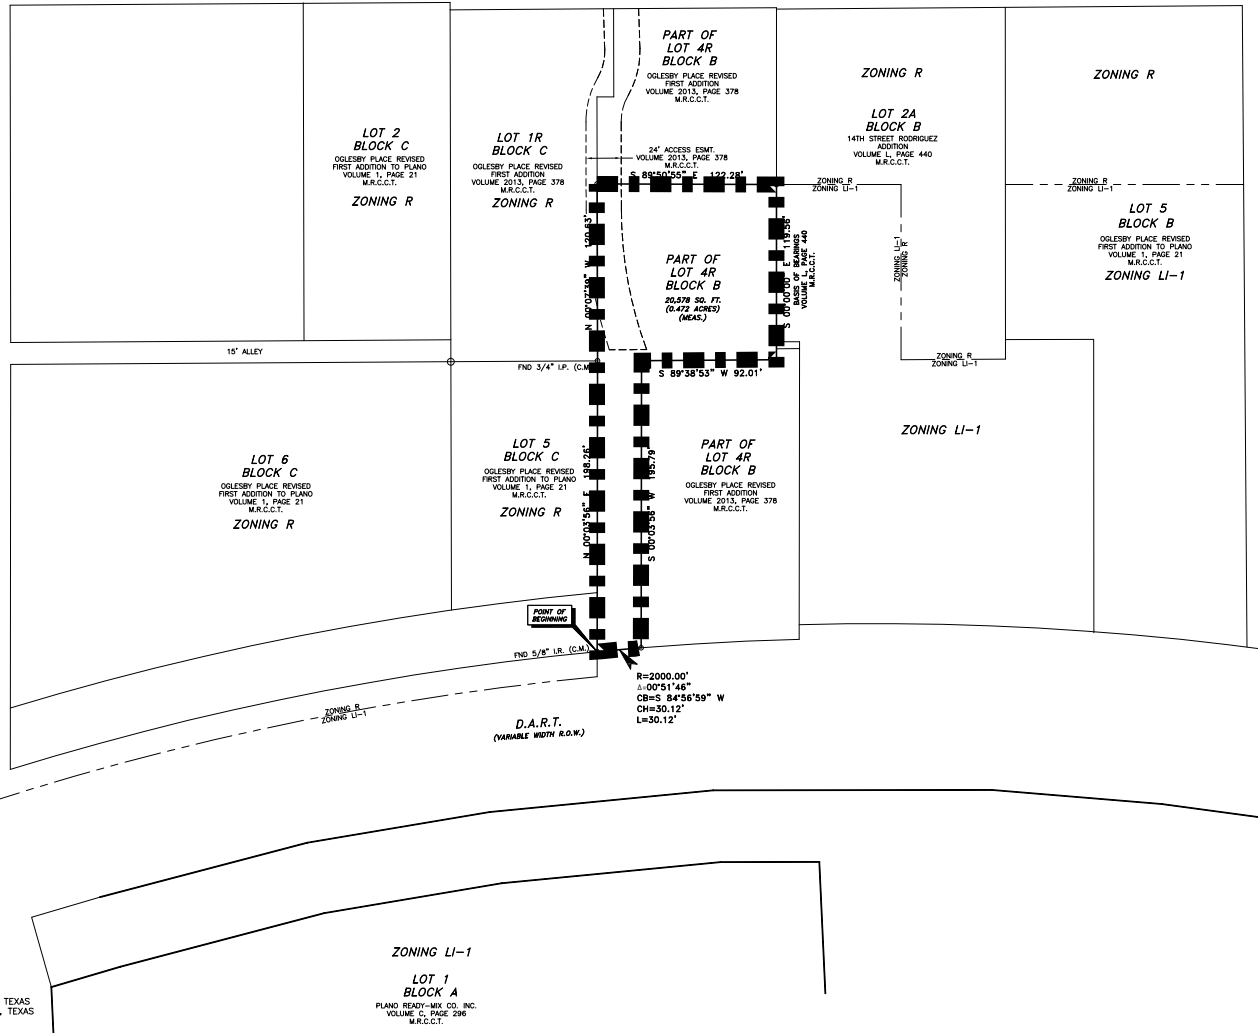 PART OF
LOT 4R
BLOCK B
OGLESBY PLACE REVISED
FIRST ADDITION
VOLUME 2013, PAGE 378
M.R.C.C.T.
ZONING R
ZONING R
LOT 2A
BLOCK B
14TH STREET RODRIGUEZ
ADDITION
VOLUME L, PAGE 440
M.R.C.C.T.
LOT 2
BLOCK C
OGLESBY PLACE REVISED
FIRST ADDITION TO PLANO
VOLUME 1, PAGE 21
M.R.C.C.T.
ZONING R
LOT 1R
BLOCK C
OGLESBY PLACE REVISED
FIRST ADDITION
VOLUME 2013, PAGE 378
M.R.C.C.T.
ZONING R
24' ACCESS ESMT.
VOLUME 2013, PAGE 378
M.R.C.C.T.
S 89°50'55" E 122.28'
ZONING R
ZONING LI-1
ZONING R
ZONING LI-1
LOT 5
BLOCK B
OGLESBY PLACE REVISED
FIRST ADDITION TO PLANO
VOLUME 1, PAGE 21
M.R.C.C.T.
ZONING LI-1
N 00°07'39" W 120.63'
PART OF
LOT 4R
BLOCK B
20,578 SQ. FT.
(0.472 ACRES)
(MEAS.)
S 00°00'00" E 119.56'
BASIS OF BEARINGS
VOLUME L, PAGE 440
M.R.C.C.T.
ZONING LI-1
ZONING R
15' ALLEY
FND 3/4" I.P. (C.M.
S 89°38'53" W 92.01'
ZONING R
ZONING LI-1
ZONING LI-1
LOT 6
BLOCK C
OGLESBY PLACE REVISED
FIRST ADDITION TO PLANO
VOLUME 1, PAGE 21
M.R.C.C.T.
ZONING R
LOT 5
BLOCK C
OGLESBY PLACE REVISED
FIRST ADDITION TO PLANO
VOLUME 1, PAGE 21
M.R.C.C.T.
ZONING R
N 00°03'56" E 198.26'
S 00°03'56" W 195.79'
PART OF
LOT 4R
BLOCK B
OGLESBY PLACE REVISED
FIRST ADDITION
VOLUME 2013, PAGE 378
M.R.C.C.T.
POINT OF
BEGINNING
FND 5/8" I.R. (C.M.)
R=2000.00'
Δ=00°51'46"
CB=S 84°56'59" W
CH=30.12'
L=30.12'
ZONING R
ZONING LI-1
D.A.R.T.
(VARIABLE WIDTH R.O.W.)
ZONING LI-1
LOT 1
BLOCK A
PLANO READY-MIX CO. INC.
VOLUME C, PAGE 296
M.R.C.C.T.
TEXAS
, TEXAS